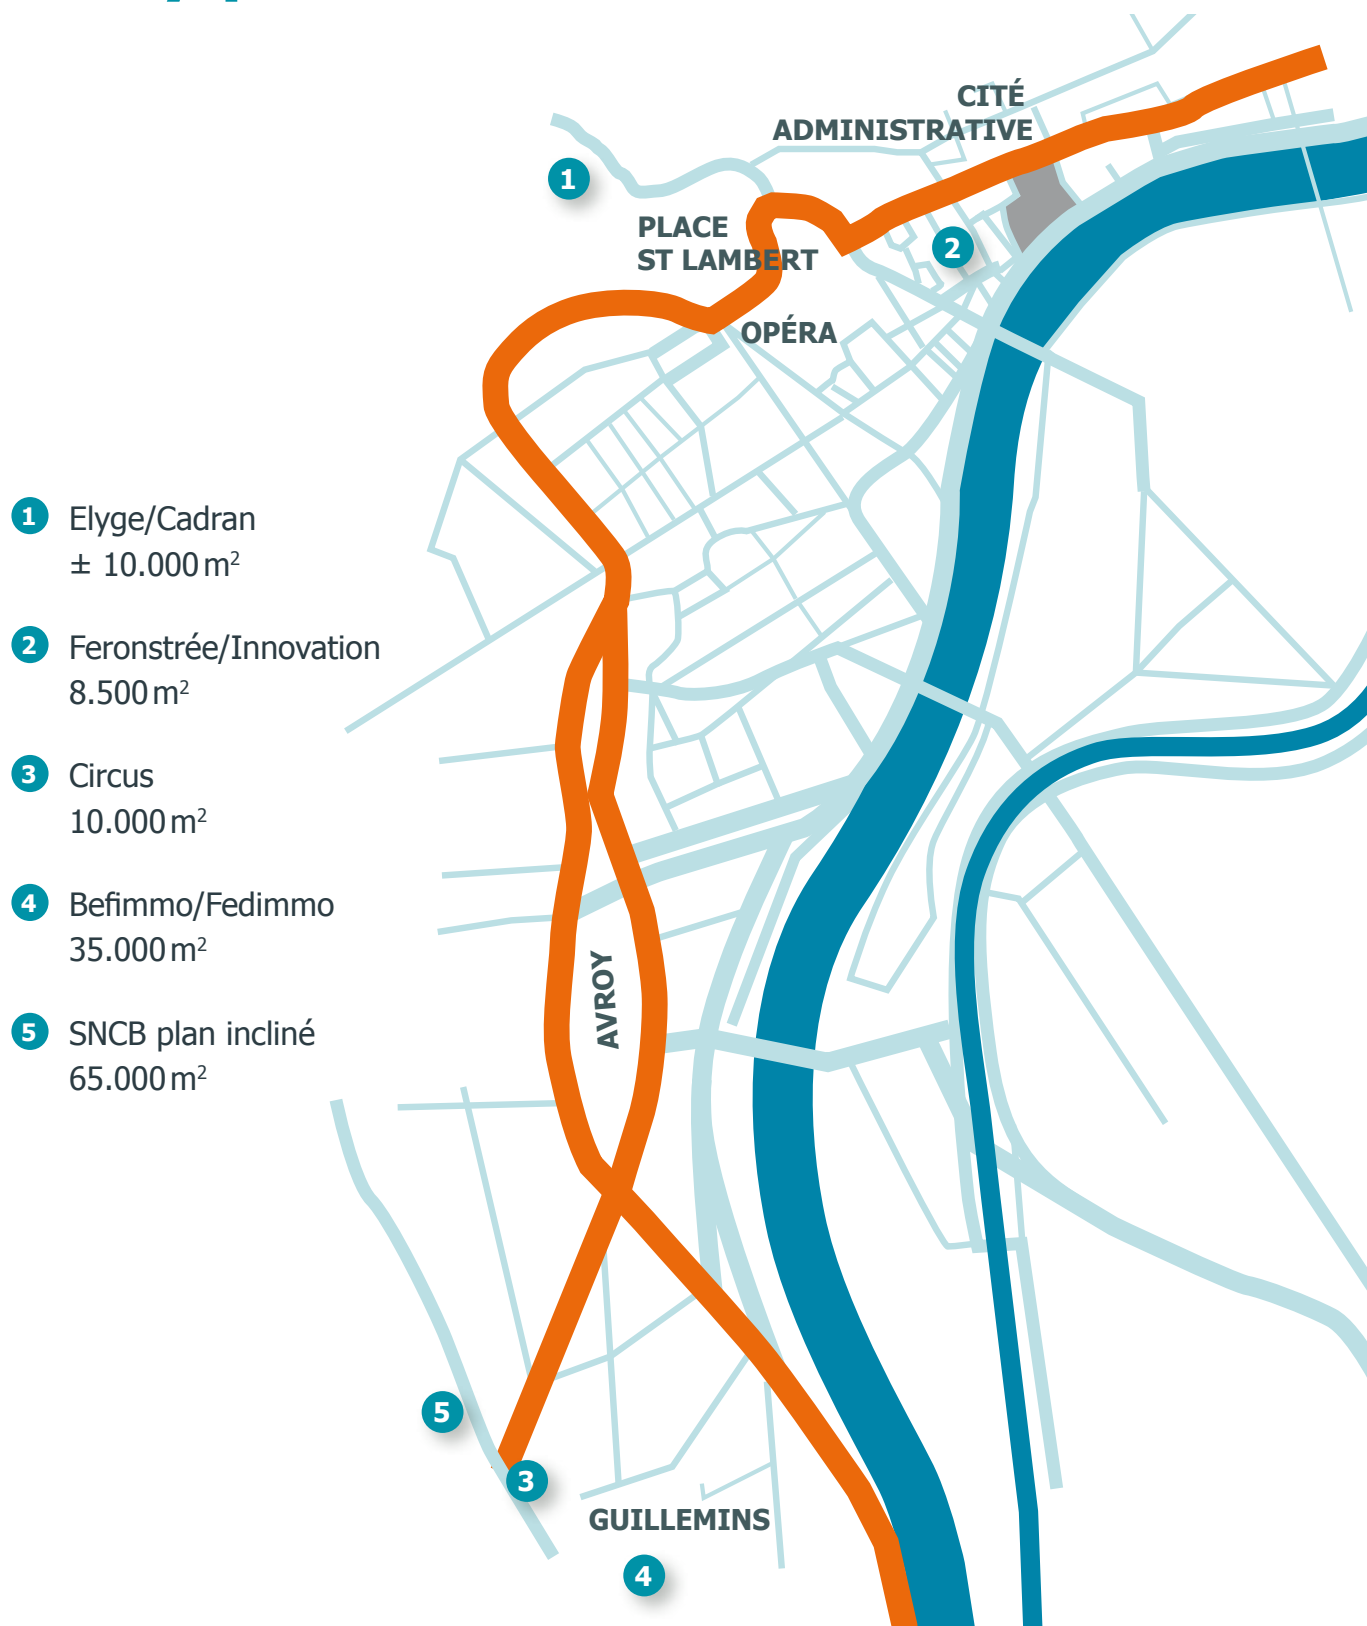 CITÉ
ADMINISTRATIVE
1
PLACE
ST LAMBERT
2
OPÉRA
1 Elyge/Cadran
± 10.000 m²
2 Feronstrée/Innovation
8.500 m²
3 Circus
10.000 m²
4 Befimmo/Fedimmo
35.000 m²
5 SNCB plan incliné
65.000 m²
AVROY
5
3
GUILLEMINS
4